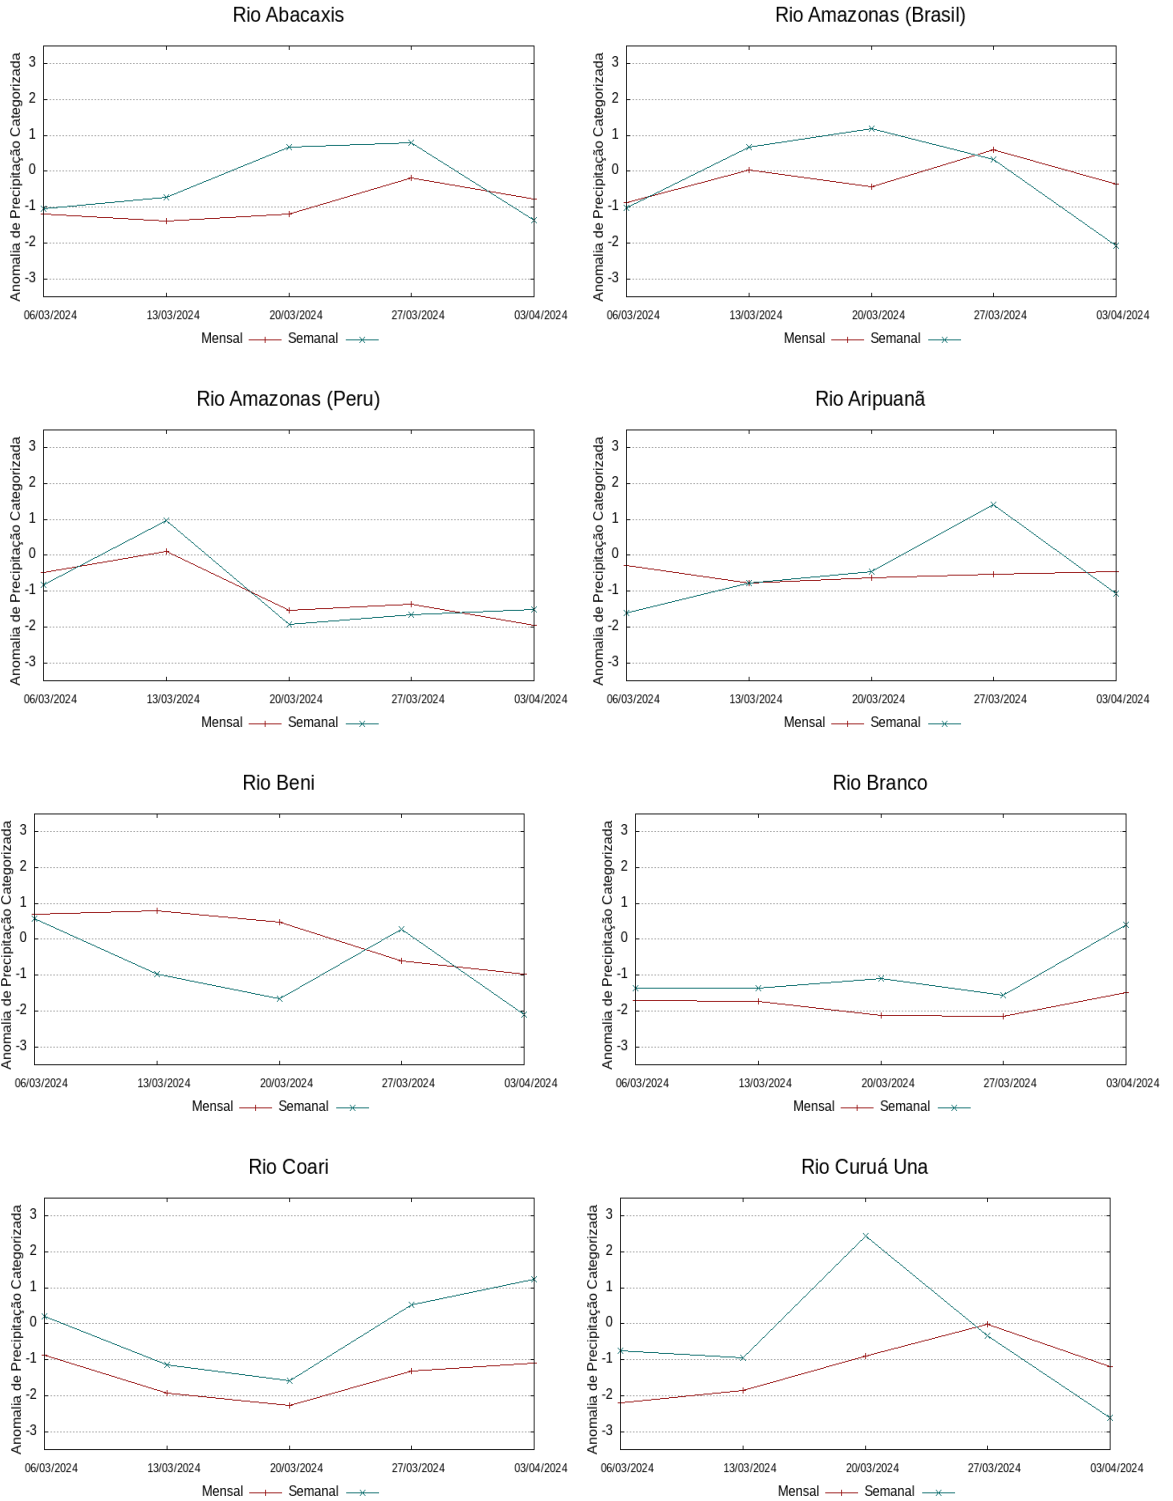 Rio Abacaxis
Anomalia de Precipitação Categorizada
3
2
1
0
-1
-2
-3
06/03/2024 13/03/2024 20/03/2024 27/03/2024 03/04/2024
Mensal Semanal
Rio Amazonas (Brasil)
Anomalia de Precipitação Categorizada
3
2
1
0
-1
-2
-3
06/03/2024 13/03/2024 20/03/2024 27/03/2024 03/04/2024
Mensal Semanal
Rio Amazonas (Peru)
Anomalia de Precipitação Categorizada
3
2
1
0
-1
-2
-3
06/03/2024 13/03/2024 20/03/2024 27/03/2024 03/04/2024
Mensal Semanal
Rio Aripuanã
Anomalia de Precipitação Categorizada
3
2
1
0
-1
-2
-3
06/03/2024 13/03/2024 20/03/2024 27/03/2024 03/04/2024
Mensal Semanal
Rio Beni
Anomalia de Precipitação Categorizada
3
2
1
0
-1
-2
-3
06/03/2024 13/03/2024 20/03/2024 27/03/2024 03/04/2024
Mensal Semanal
Rio Branco
Anomalia de Precipitação Categorizada
3
2
1
0
-1
-2
-3
06/03/2024 13/03/2024 20/03/2024 27/03/2024 03/04/2024
Mensal Semanal
Rio Coari
Anomalia de Precipitação Categorizada
3
2
1
0
-1
-2
-3
06/03/2024 13/03/2024 20/03/2024 27/03/2024 03/04/2024
Mensal Semanal
Rio Curuá Una
Anomalia de Precipitação Categorizada
3
2
1
0
-1
-2
-3
06/03/2024 13/03/2024 20/03/2024 27/03/2024 03/04/2024
Mensal Semanal